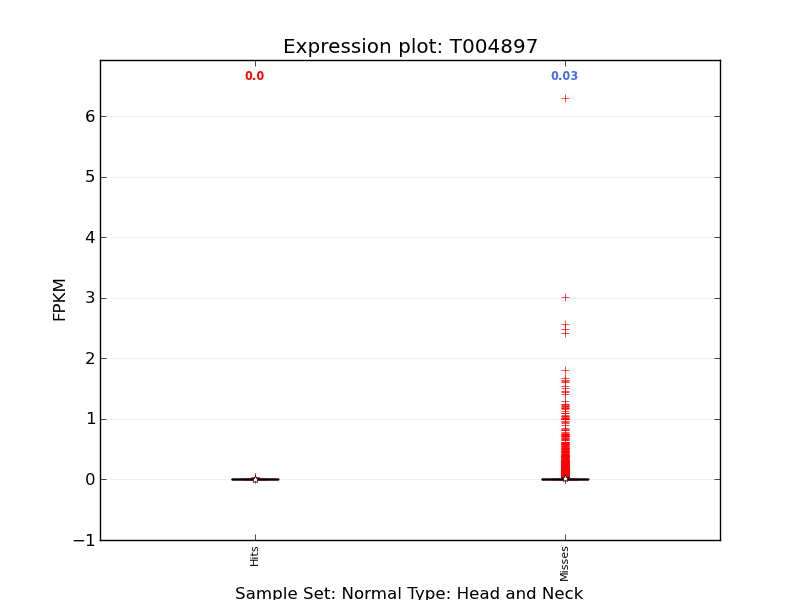 Expression plot: T004897
0.0
0.03
6
5
4
3
2
1
0
−1
FPKM
Hits
Misses
Sample Set: Normal Type: Head and Neck